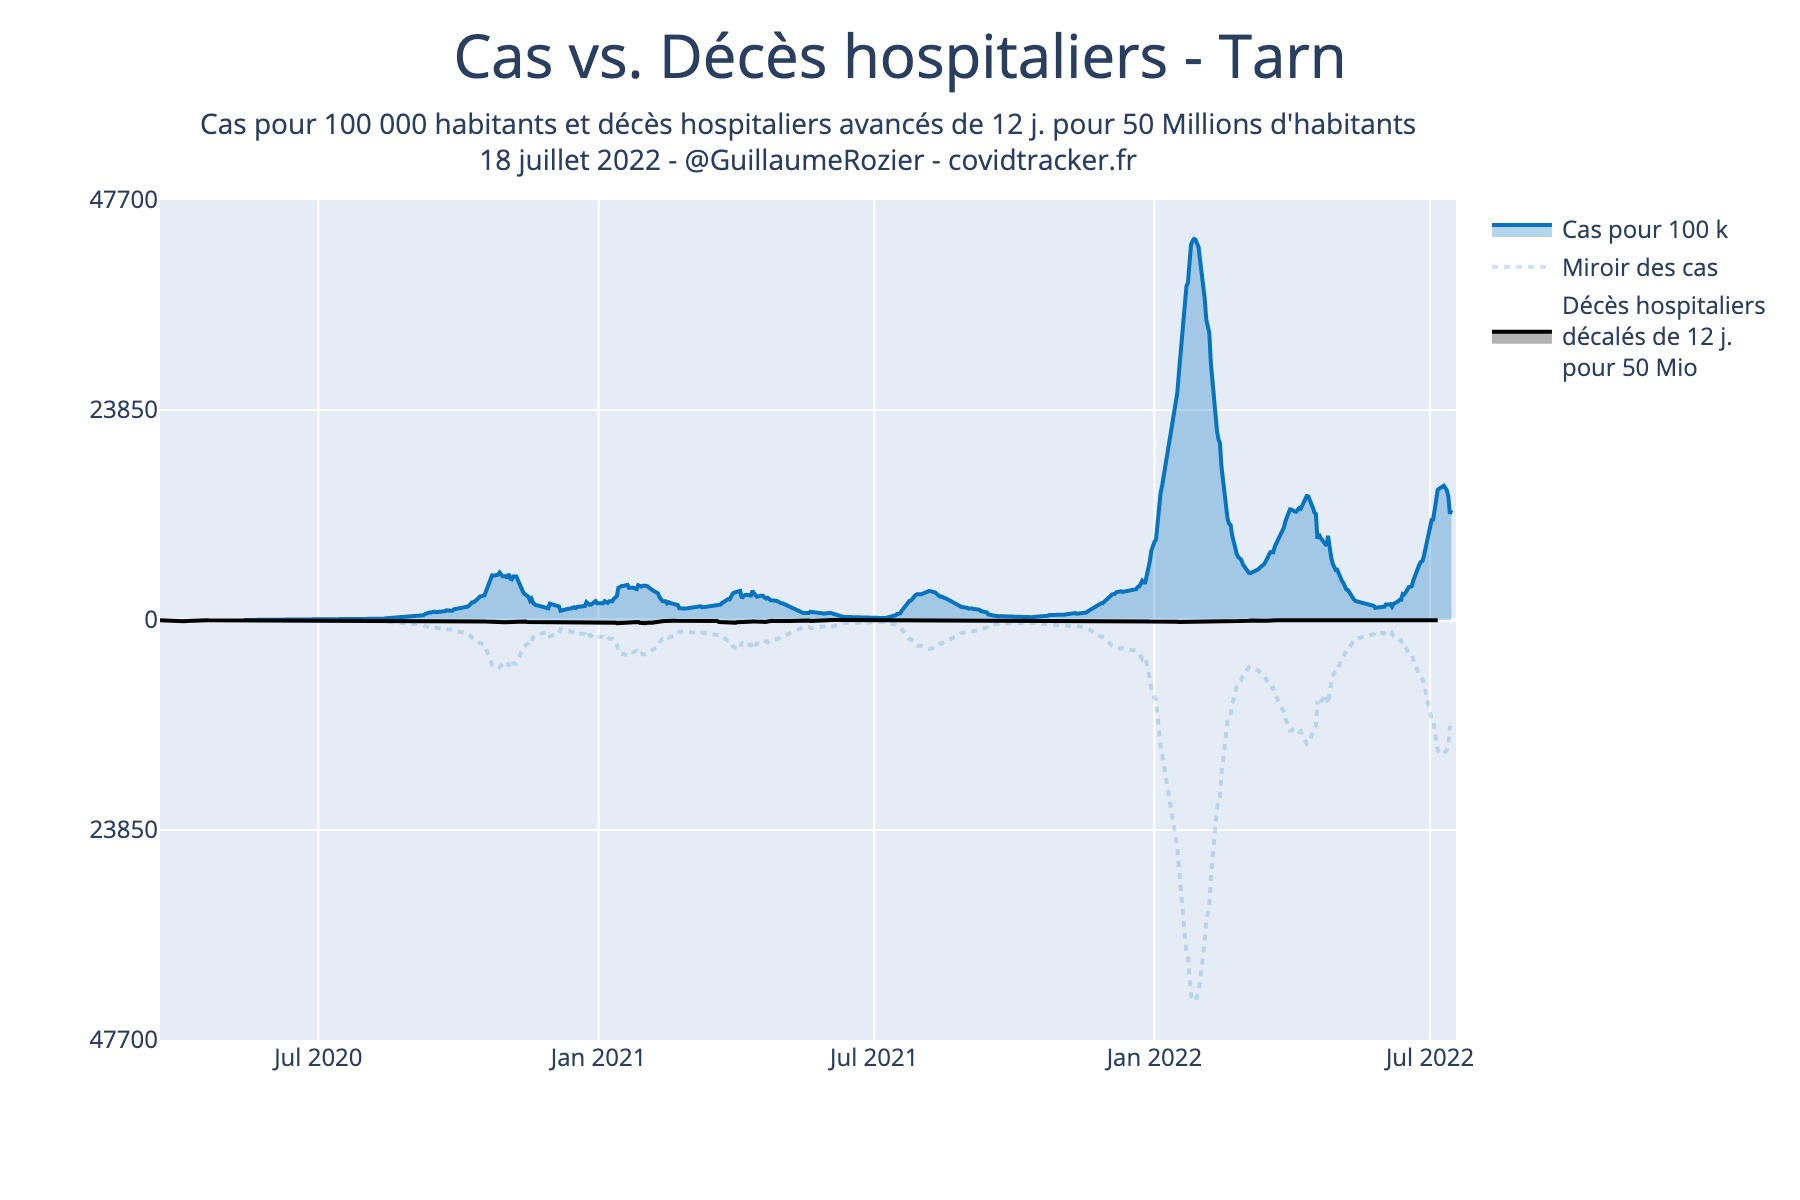 Cas vs. Décès hospitaliers - Tarn
Cas pour 100 000 habitants et décès hospitaliers avancés de 12 j. pour 50 Millions d'habitants
18 juillet 2022 - @GuillaumeRozier - covidtracker.fr
47700
23850
0
23850
47700
Jul 2020
Jan 2021
Jul 2021
Jan 2022
Jul 2022
Cas pour 100 k
Miroir des cas
Décès hospitaliers
décalés de 12 j.
pour 50 Mio